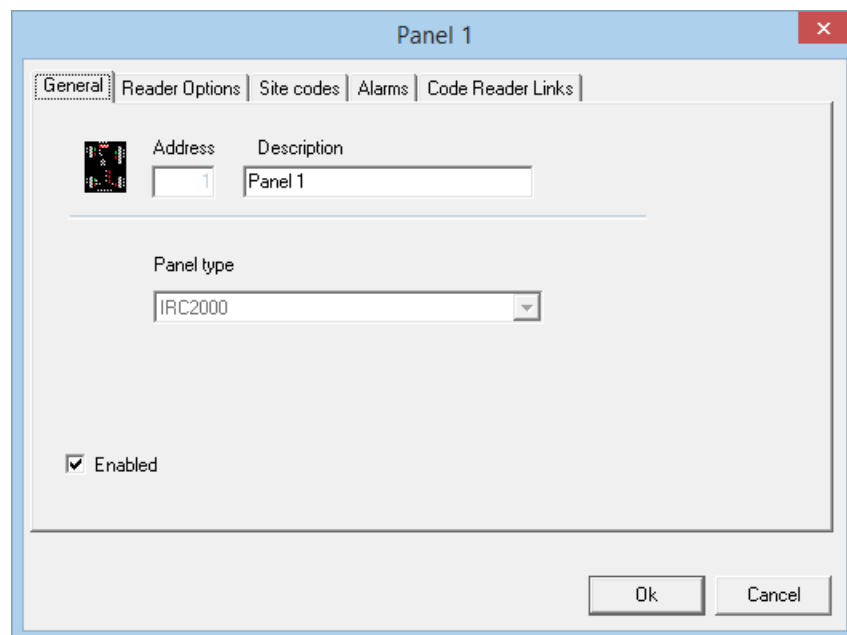 Panel 1
General Reader Options Site codes Alarms Code Reader Links
Address Description
1 Panel 1
Panel type
IRC2000
Enabled
Ok Cancel